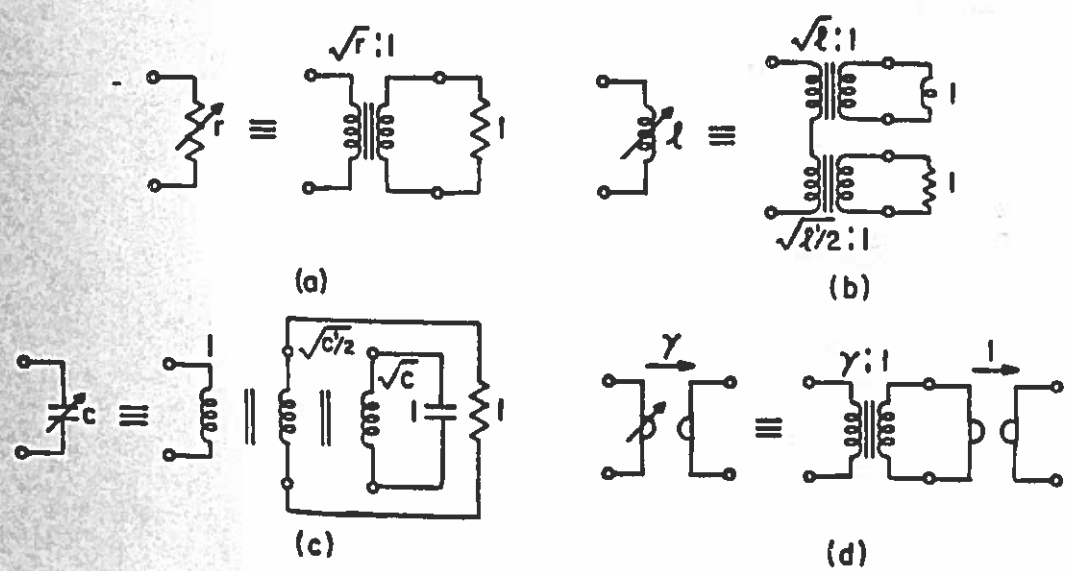 √r:1
r
≡
1
(a)
√ℓ:1
ℓ
≡
1
1
√ℓ'/2:1
(b)
c
≡
1
√c'/2
√c
1
1
(c)
γ
≡
γ:1
1
(d)